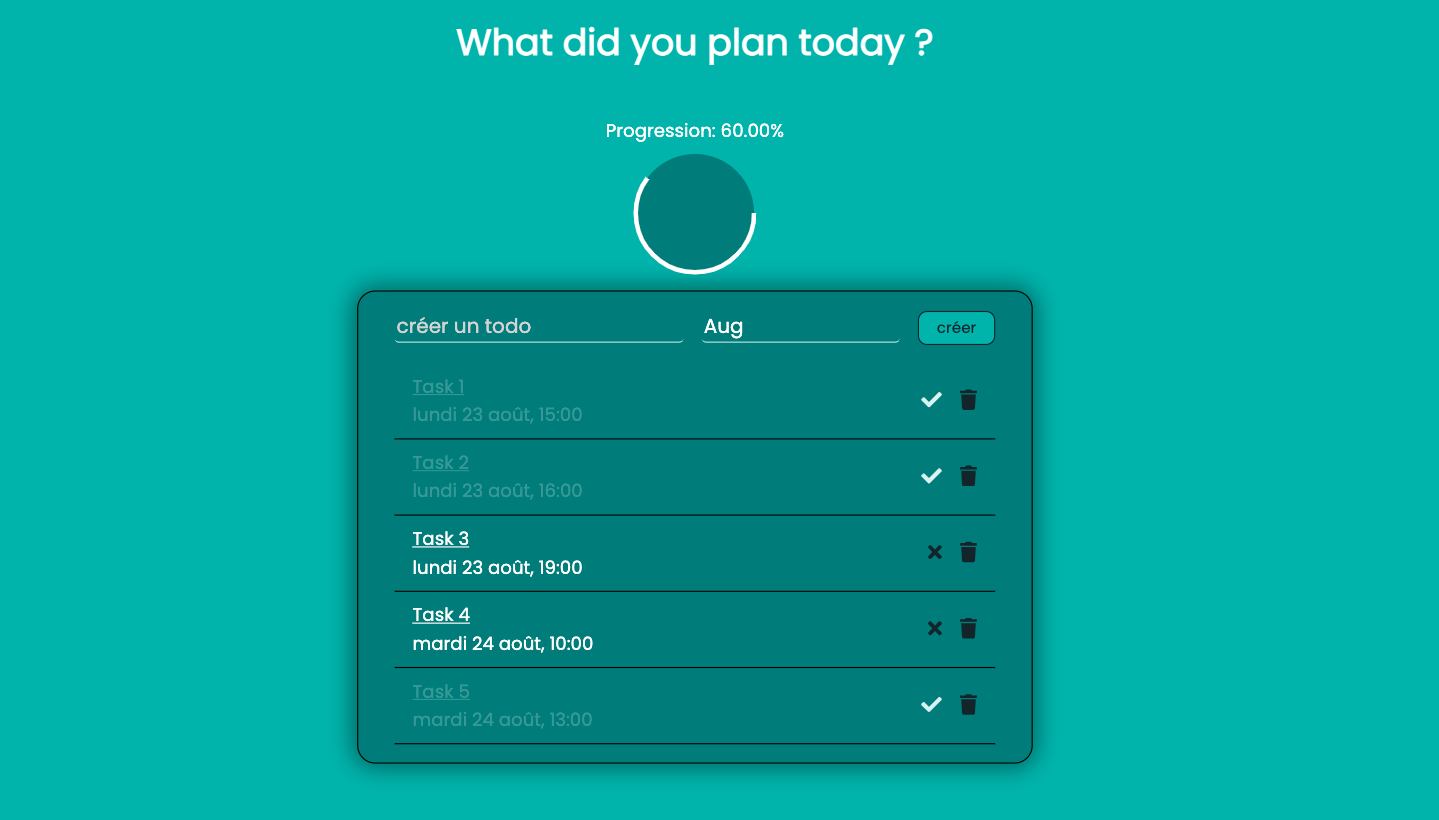 What did you plan today ?
Progression: 60.00%
créer un todo Aug créer
Task 1
lundi 23 août, 15:00
Task 2
lundi 23 août, 16:00
Task 3
lundi 23 août, 19:00
Task 4
mardi 24 août, 10:00
Task 5
mardi 24 août, 13:00